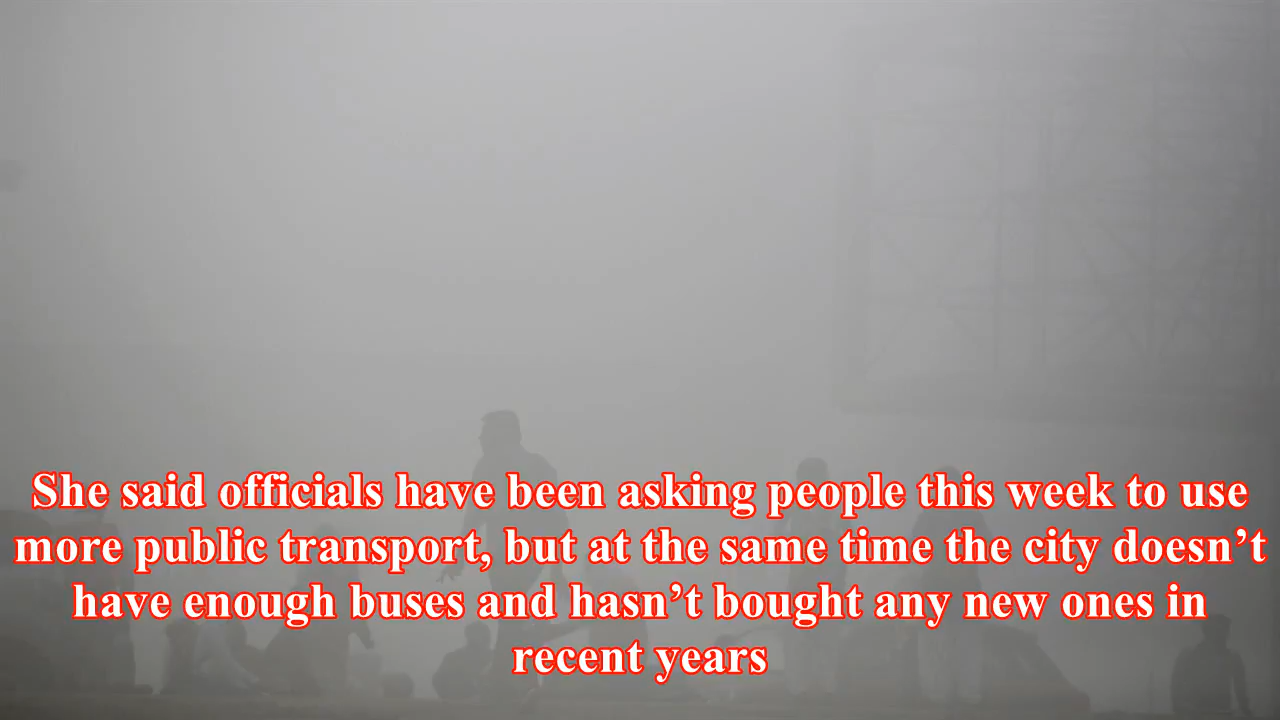 She said officials have been asking people this week to use
more public transport, but at the same time the city doesn’t
have enough buses and hasn’t bought any new ones in
recent years